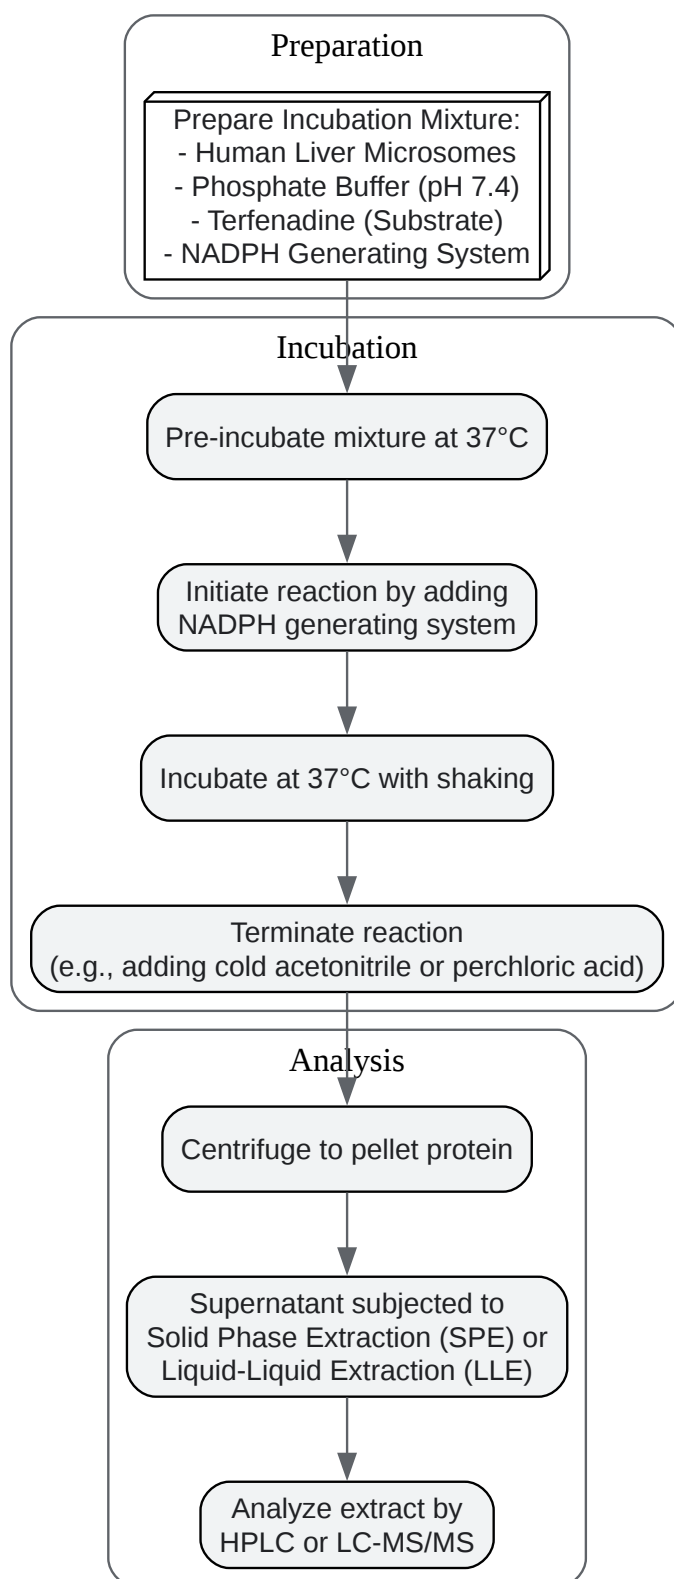 Preparation
Prepare Incubation Mixture:
- Human Liver Microsomes
- Phosphate Buffer (pH 7.4)
- Terfenadine (Substrate)
- NADPH Generating System
Incubation
Pre-incubate mixture at 37°C
Initiate reaction by adding
NADPH generating system
Incubate at 37°C with shaking
Terminate reaction
(e.g., adding cold acetonitrile or perchloric acid)
Analysis
Centrifuge to pellet protein
Supernatant subjected to
Solid Phase Extraction (SPE) or
Liquid-Liquid Extraction (LLE)
Analyze extract by
HPLC or LC-MS/MS